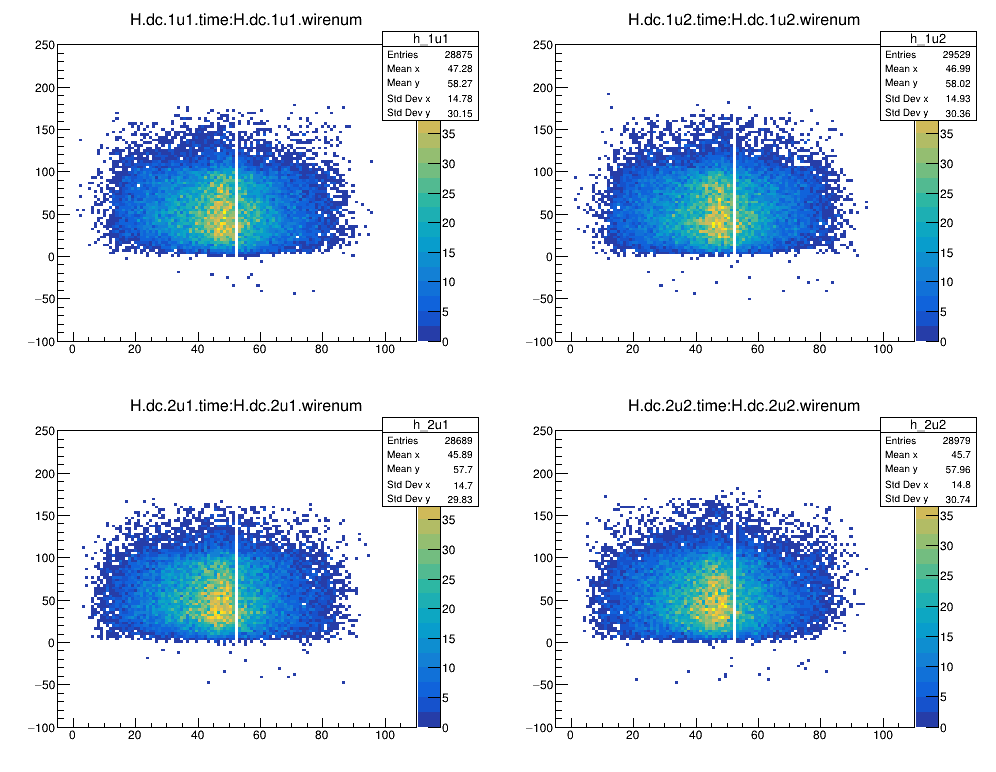 H.dc.1u1.time:H.dc.1u1.wirenum
h_1u1
Entries 28875
Mean x 47.28
Mean y 58.27
Std Dev x 14.78
Std Dev y 30.15
250
200
150
100
50
0
−50
−100
0 20 40 60 80 100
35
30
25
20
15
10
5
0
H.dc.1u2.time:H.dc.1u2.wirenum
h_1u2
Entries 29529
Mean x 46.99
Mean y 58.02
Std Dev x 14.93
Std Dev y 30.36
250
200
150
100
50
0
−50
−100
0 20 40 60 80 100
35
30
25
20
15
10
5
0
H.dc.2u1.time:H.dc.2u1.wirenum
h_2u1
Entries 28689
Mean x 45.89
Mean y 57.7
Std Dev x 14.7
Std Dev y 29.83
250
200
150
100
50
0
−50
−100
0 20 40 60 80 100
35
30
25
20
15
10
5
0
H.dc.2u2.time:H.dc.2u2.wirenum
h_2u2
Entries 28979
Mean x 45.7
Mean y 57.96
Std Dev x 14.8
Std Dev y 30.74
250
200
150
100
50
0
−50
−100
0 20 40 60 80 100
35
30
25
20
15
10
5
0